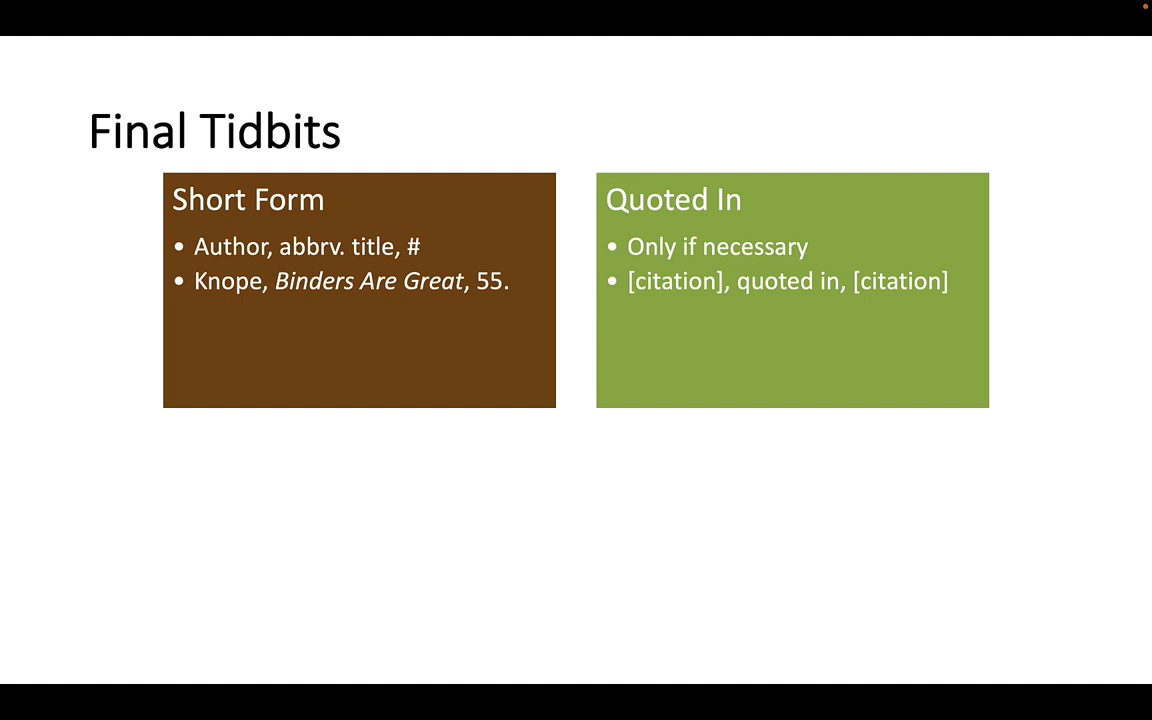 Final Tidbits
Short Form
• Author, abbrv. title, #
• Knope, Binders Are Great, 55.
Quoted In
• Only if necessary
• [citation], quoted in, [citation]